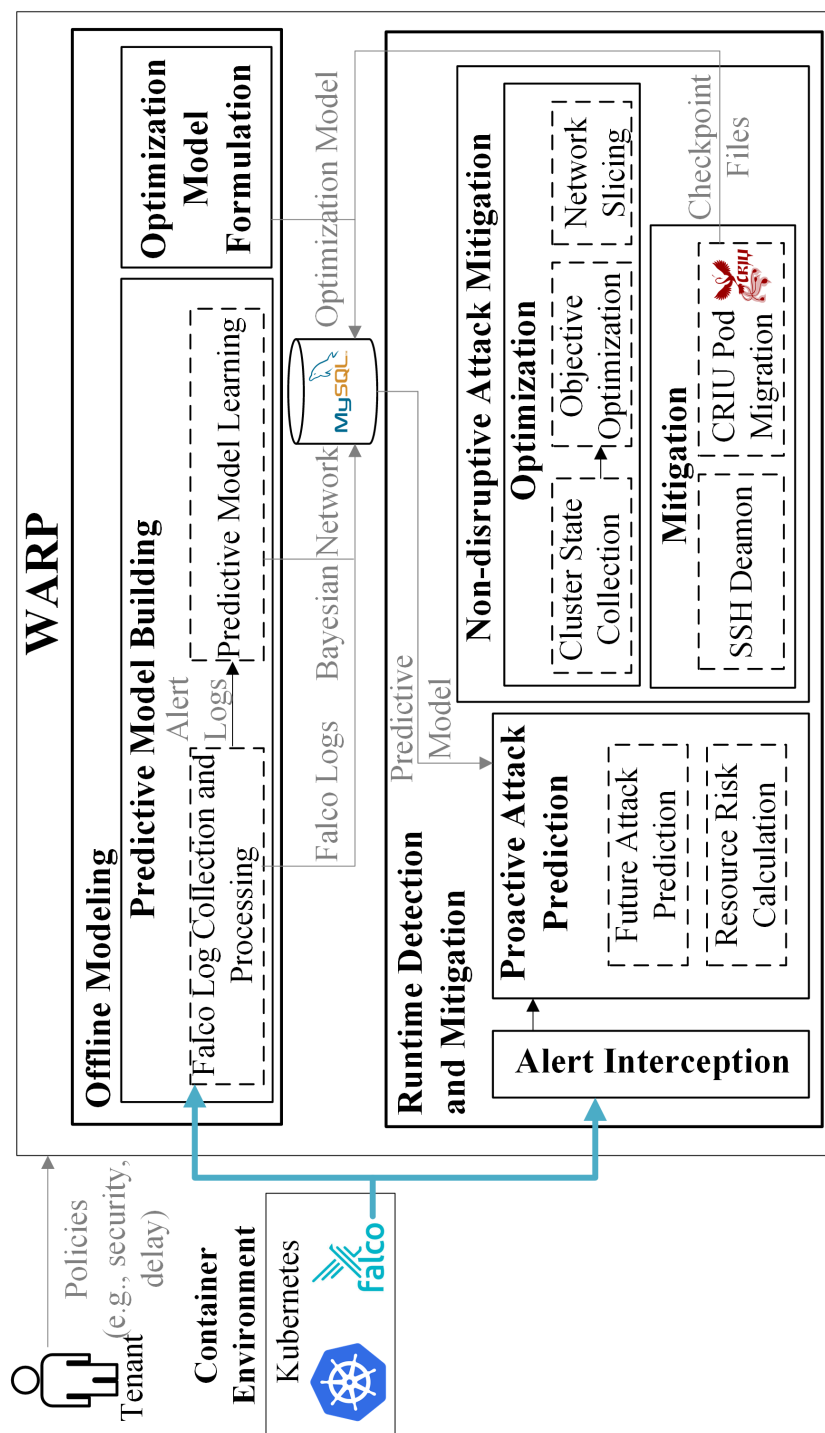 WARP
Tenant
Policies
(e.g., security,
delay)
Container
Environment
Kubernetes
falco
Offline Modeling
Predictive Model Building
Falco Log Collection and
Processing
Alert
Logs
Predictive Model Learning
Optimization
Model
Formulation
Falco Logs
Bayesian Network
MySQL
Optimization Model
Predictive
Model
Runtime Detection
and Mitigation
Alert Interception
Proactive Attack
Prediction
Future Attack
Prediction
Resource Risk
Calculation
Non-disruptive Attack Mitigation
Optimization
Cluster State
Collection
Objective
Optimization
Network
Slicing
Mitigation
SSH Deamon
CRIU Pod
Migration
CRIU
Checkpoint
Files